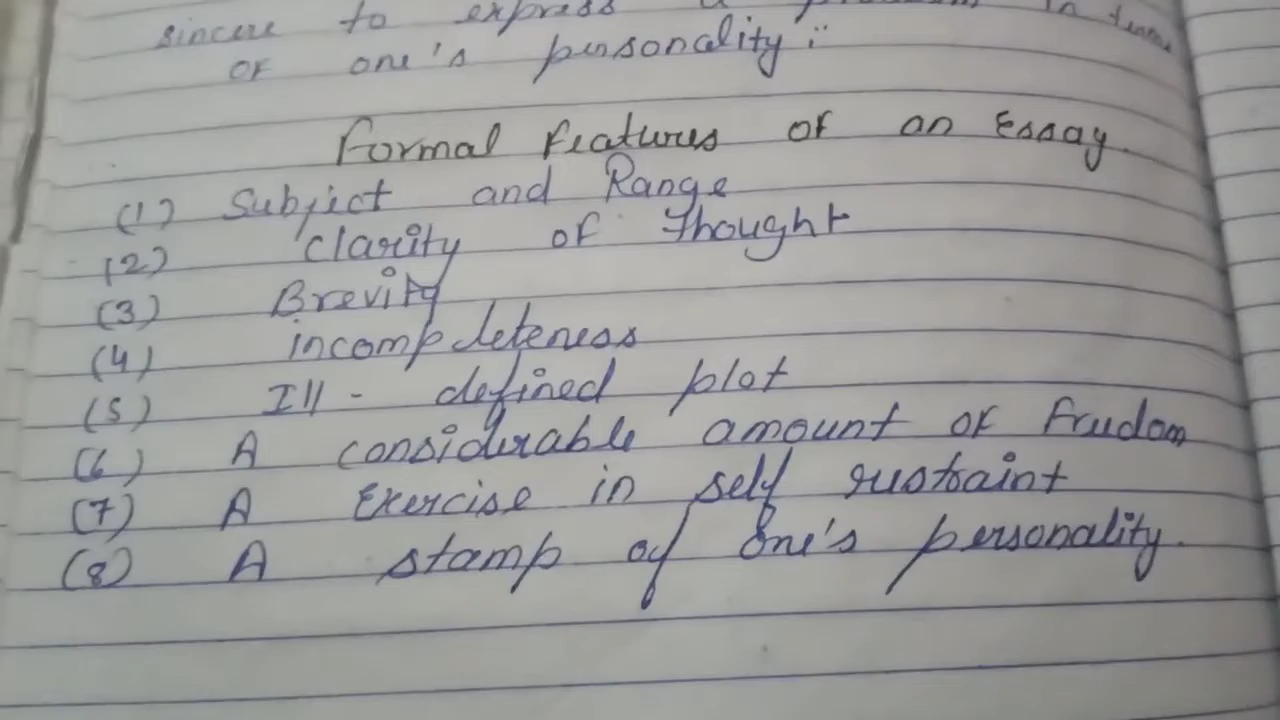 sincere to express a in terms
of one's personality :-
Formal Features of an Essay.
(1) Subject and Range
(2) Clarity of Thought
(3) Brevity
(4) incompleteness
(5) Ill - defined plot
(6) A considerable amount of Freedom
(7) A Exercise in self restraint
(8) A stamp of One's personality.